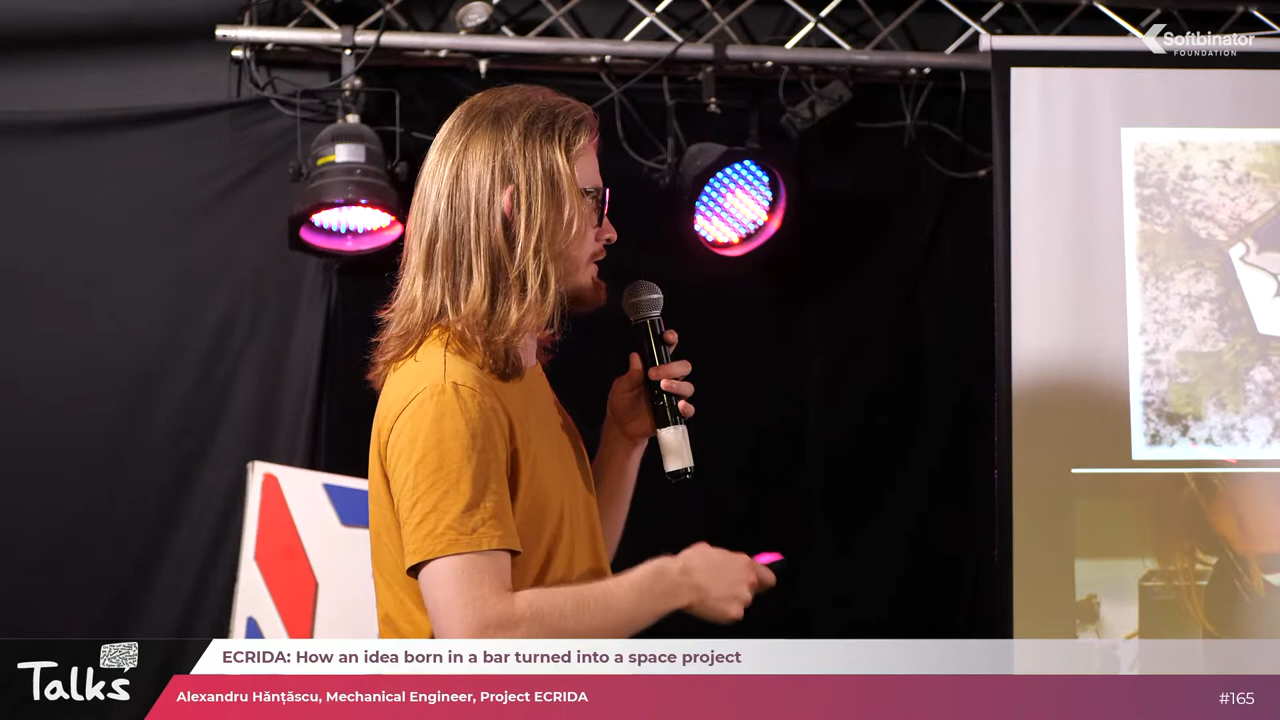 Softbinator
FOUNDATION
Talks
ECRIDA: How an idea born in a bar turned into a space project
Alexandru Hănțăscu, Mechanical Engineer, Project ECRIDA
#165